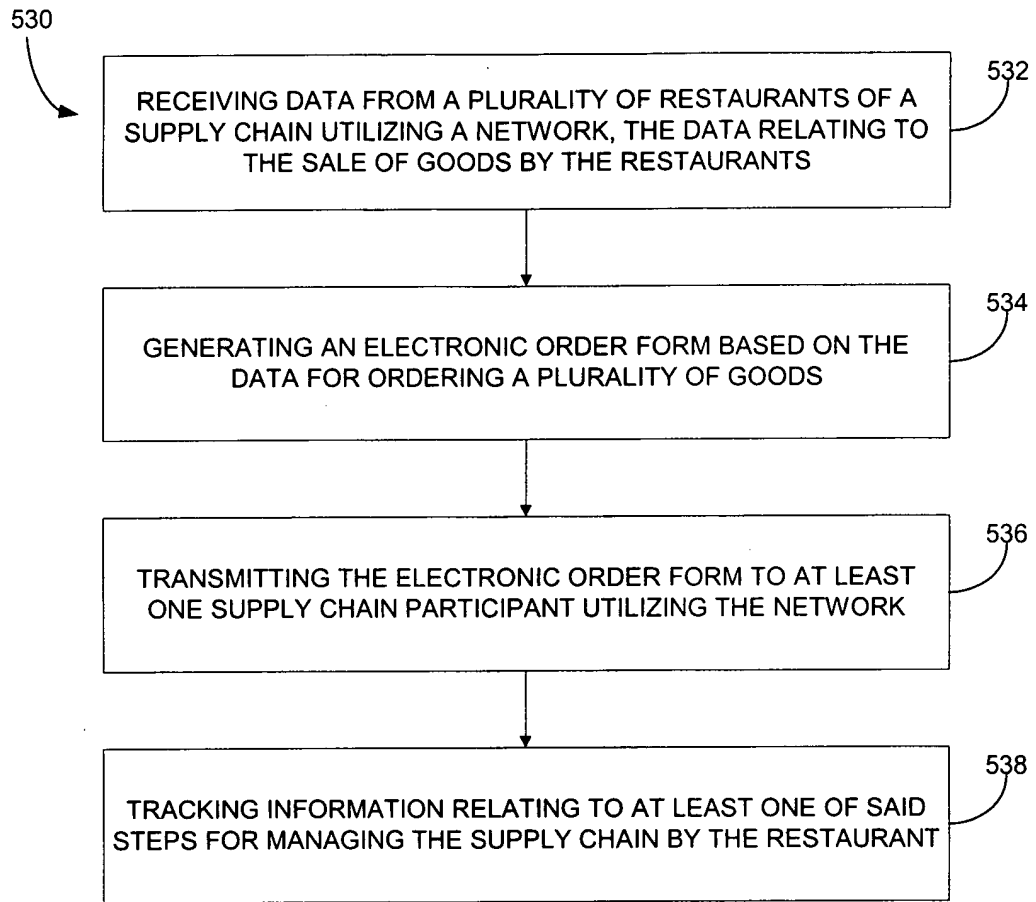 530
532
RECEIVING DATA FROM A PLURALITY OF RESTAURANTS OF A
SUPPLY CHAIN UTILIZING A NETWORK, THE DATA RELATING TO
THE SALE OF GOODS BY THE RESTAURANTS
534
GENERATING AN ELECTRONIC ORDER FORM BASED ON THE
DATA FOR ORDERING A PLURALITY OF GOODS
536
TRANSMITTING THE ELECTRONIC ORDER FORM TO AT LEAST
ONE SUPPLY CHAIN PARTICIPANT UTILIZING THE NETWORK
538
TRACKING INFORMATION RELATING TO AT LEAST ONE OF SAID
STEPS FOR MANAGING THE SUPPLY CHAIN BY THE RESTAURANT